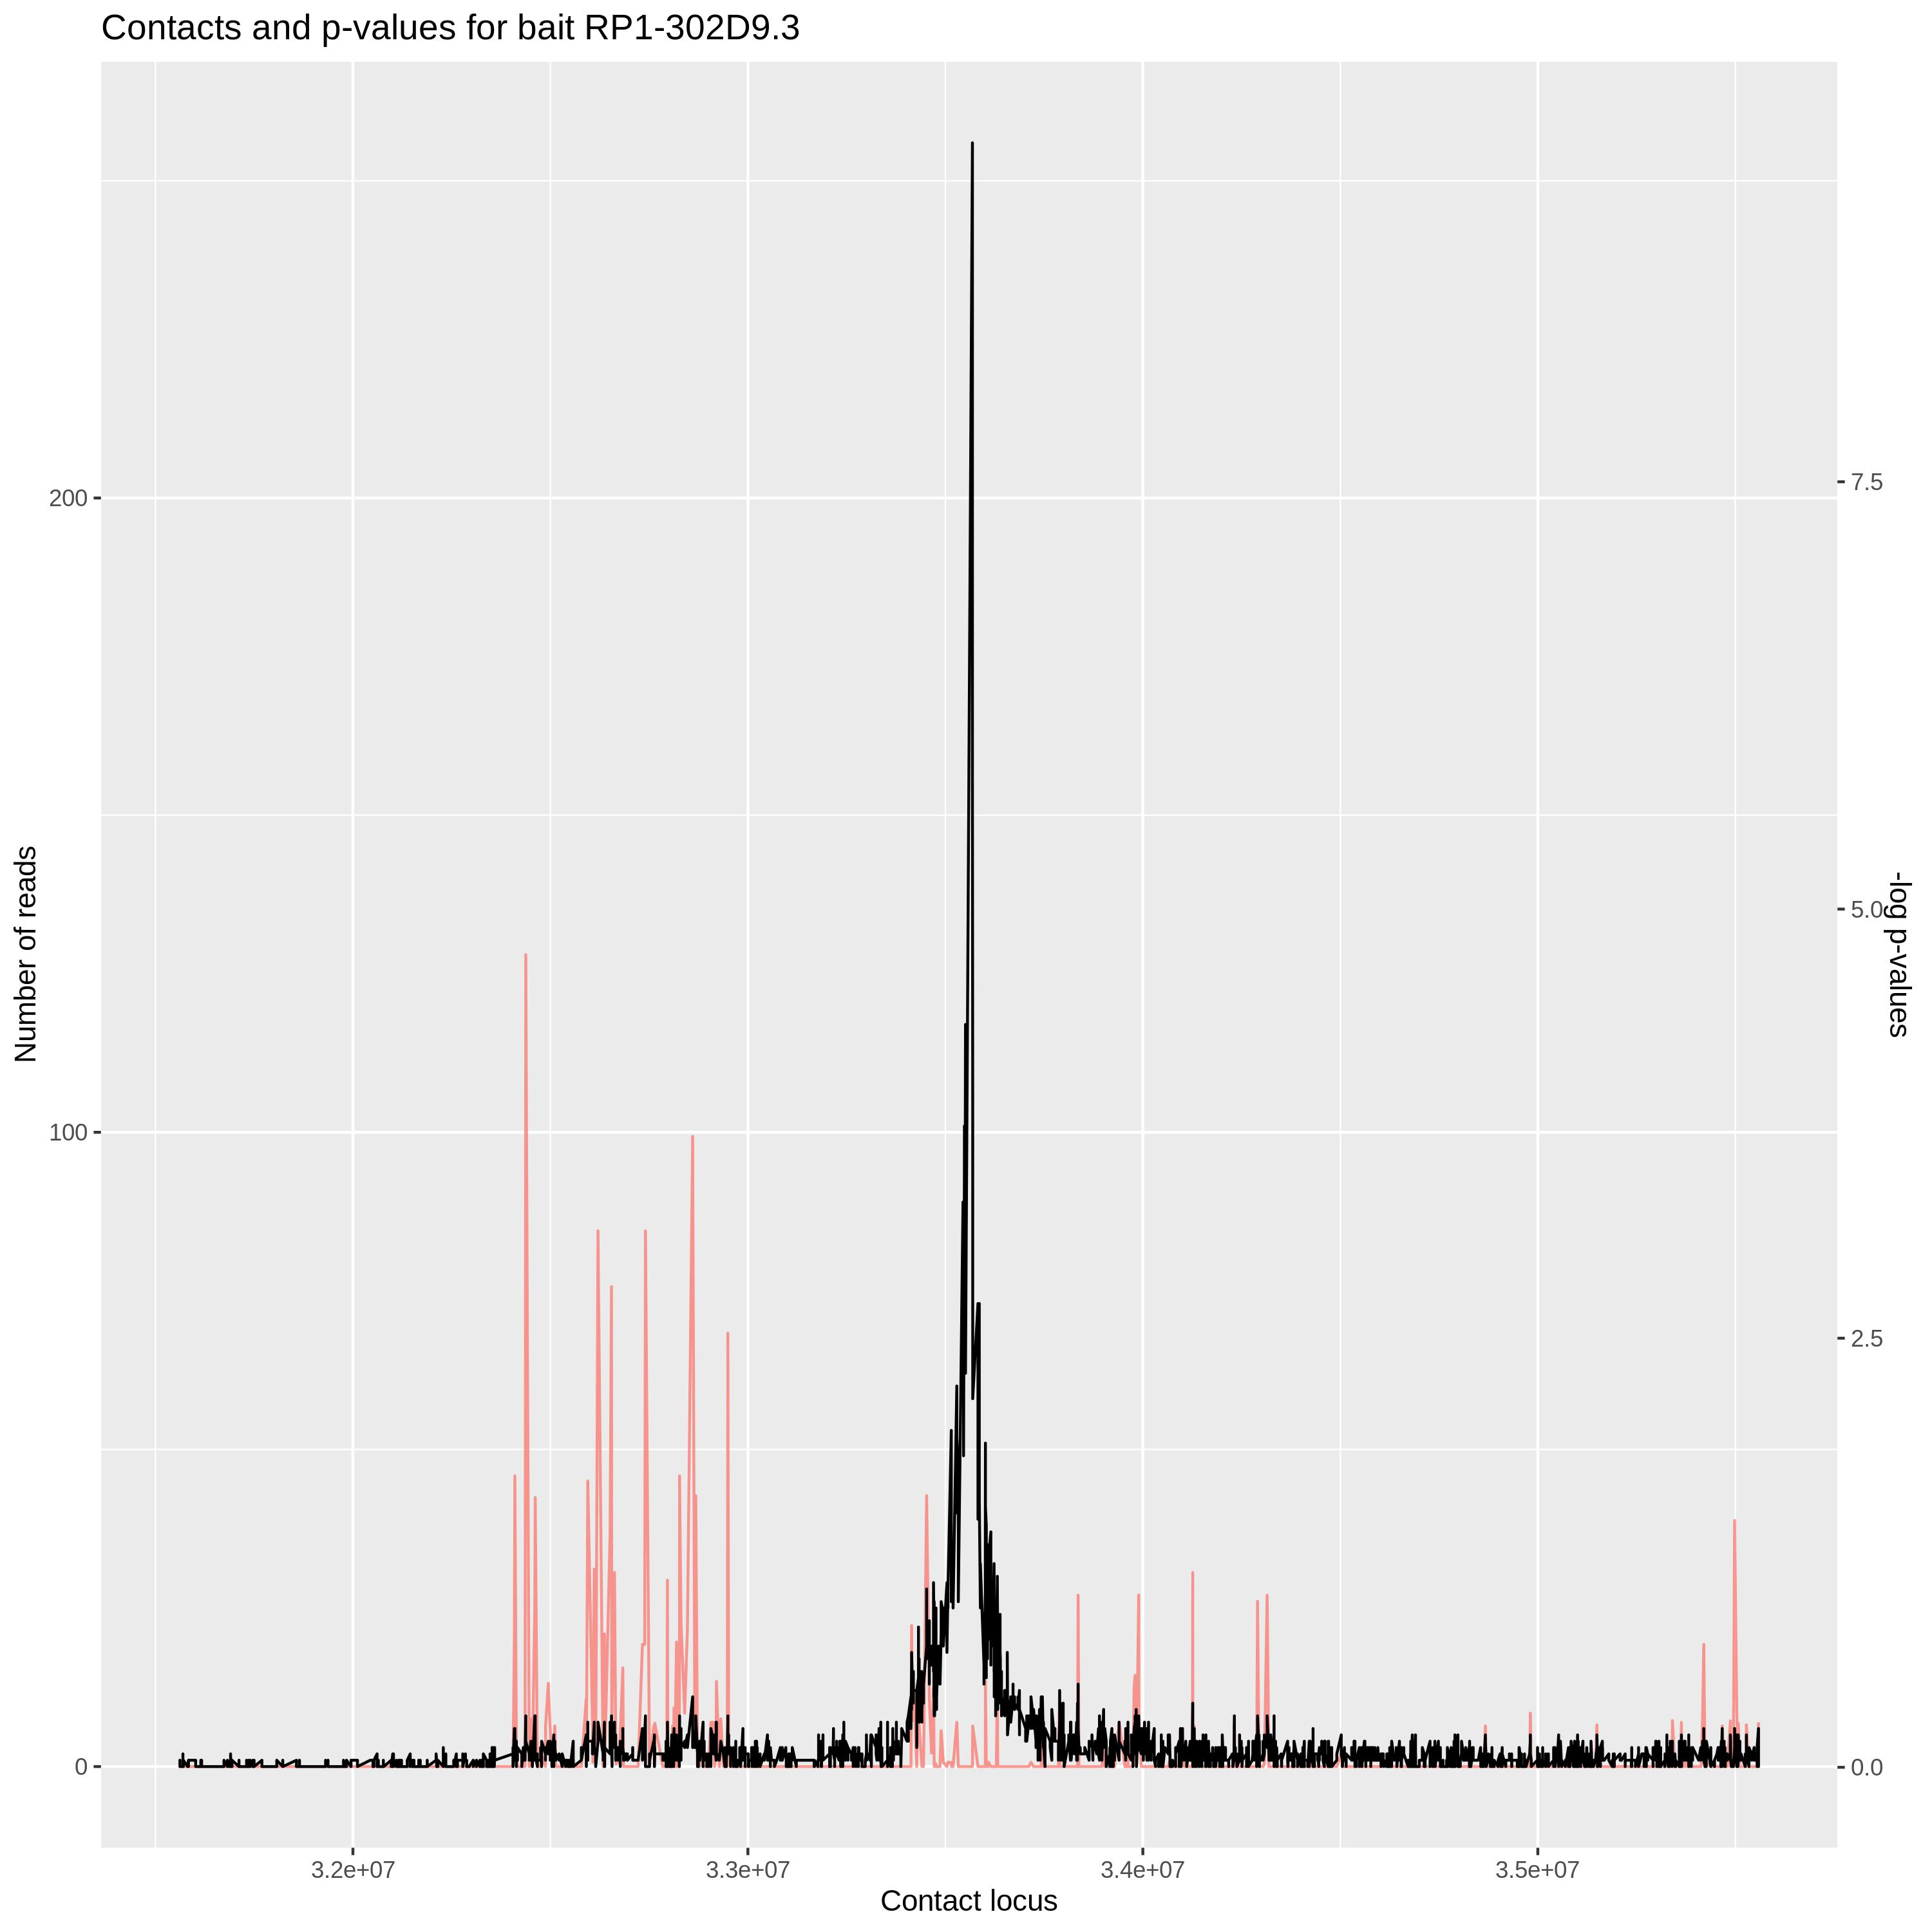 Contacts and p-values for bait RP1-302D9.3
Number of reads
200
100
0
7.5
5.0
2.5
0.0
-log p-values
3.2e+07
3.3e+07
3.4e+07
3.5e+07
Contact locus